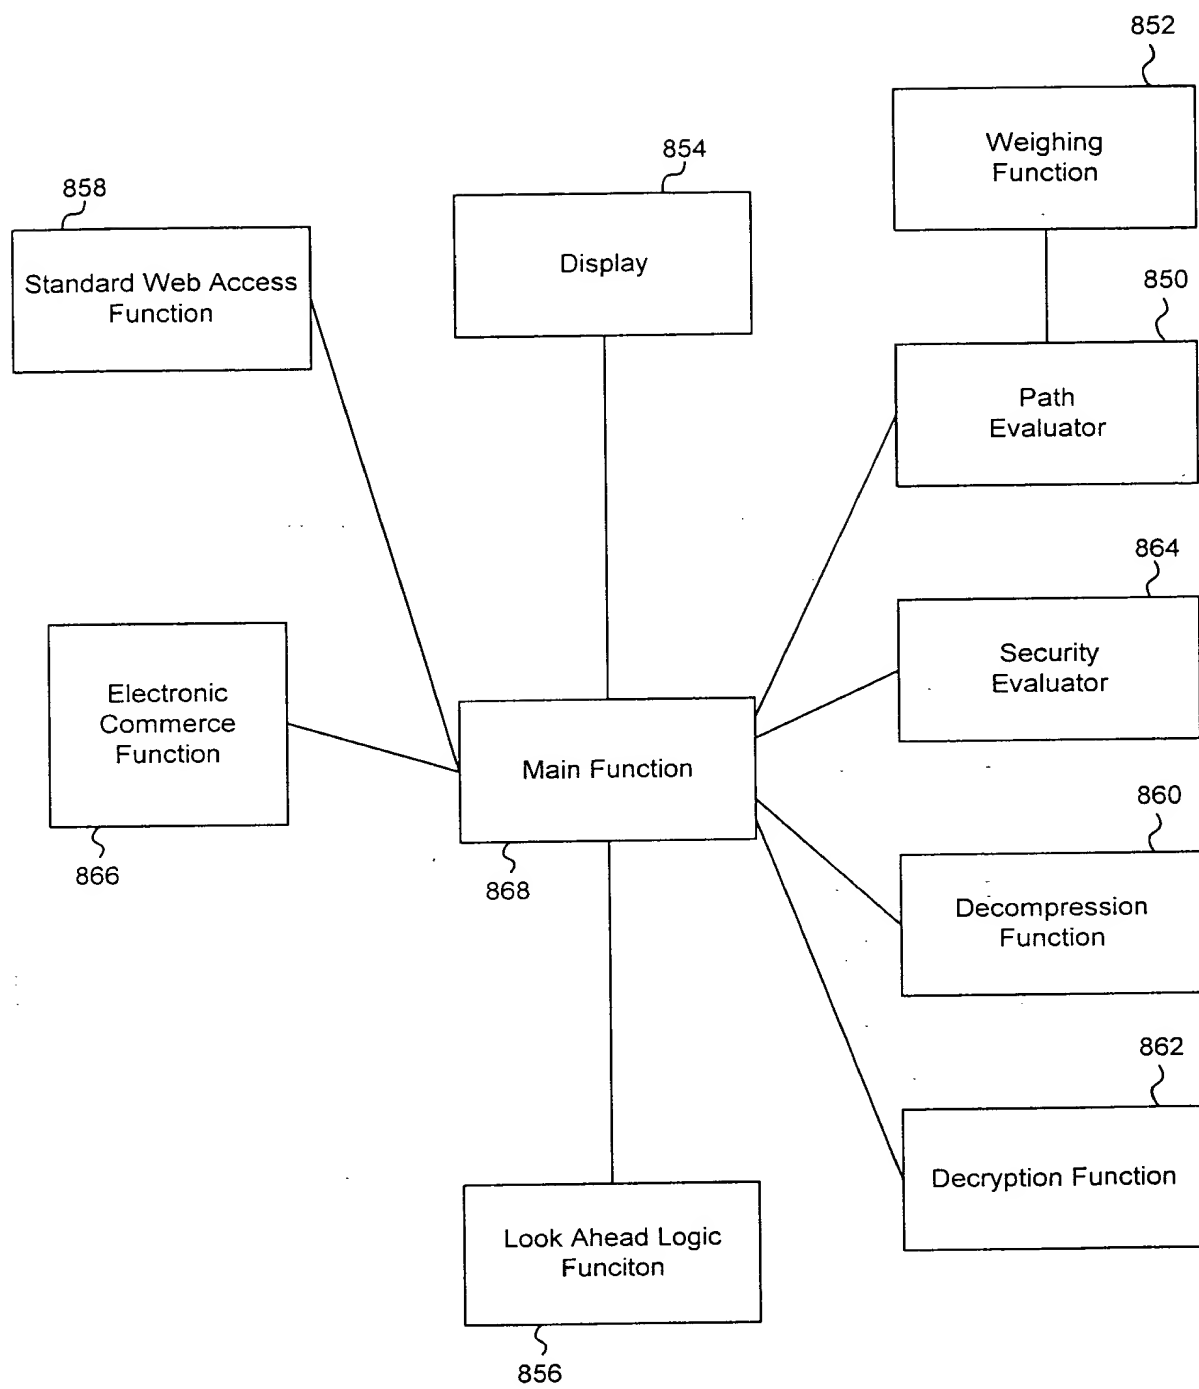 852
Weighing
Function
854
858
Display
Standard Web Access
Function
850
Path
Evaluator
864
Security
Evaluator
Electronic
Commerce
Function
Main Function
860
866
868
Decompression
Function
862
Decryption Function
Look Ahead Logic
Funciton
856